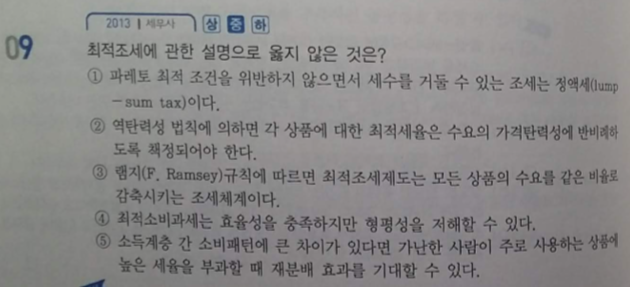 2013 | 세무사 상 중 하
09
최적조세에 관한 설명으로 옳지 않은 것은?
① 파레토 최적 조건을 위반하지 않으면서 세수를 거둘 수 있는 조세는 정액세(lump
-sum tax)이다.
② 역탄력성 법칙에 의하면 각 상품에 대한 최적세율은 수요의 가격탄력성에 반비례하
도록 책정되어야 한다.
③ 램지(F. Ramsey)규칙에 따르면 최적조세제도는 모든 상품의 수요를 같은 비율로
감축시키는 조세체계이다.
④ 최적소비과세는 효율성을 충족하지만 형평성을 저해할 수 있다.
⑤ 소득계층 간 소비패턴에 큰 차이가 있다면 가난한 사람이 주로 사용하는 상품에
높은 세율을 부과할 때 재분배 효과를 기대할 수 있다.